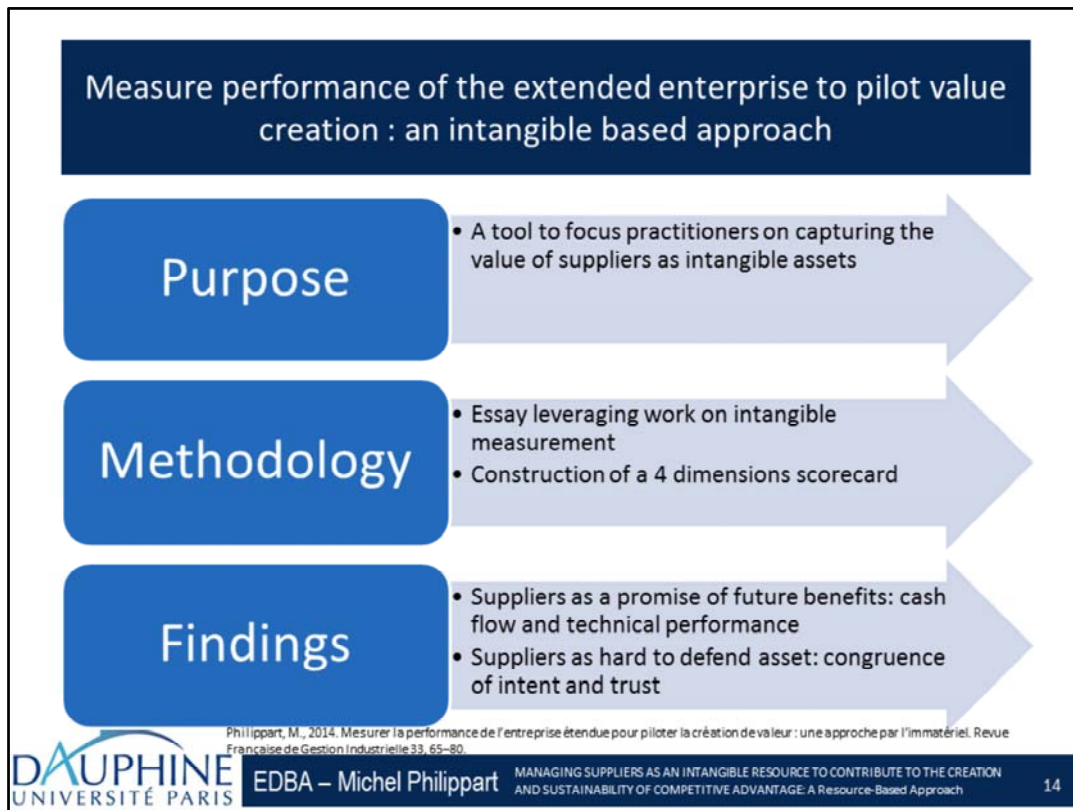 Measure performance of the extended enterprise to pilot value
creation : an intangible based approach
Purpose
• A tool to focus practitioners on capturing the
value of suppliers as intangible assets
Methodology
• Essay leveraging work on intangible
measurement
• Construction of a 4 dimensions scorecard
Findings
• Suppliers as a promise of future benefits: cash
flow and technical performance
• Suppliers as hard to defend asset: congruence
of intent and trust
Philippart, M., 2014. Mesurer la performance de l'entreprise étendue pour piloter la création de valeur : une approche par l'immatériel. Revue
Française de Gestion Industrielle 33, 65–80.
DAUPHINE
UNIVERSITÉ PARIS
EDBA – Michel Philippart
MANAGING SUPPLIERS AS AN INTANGIBLE RESOURCE TO CONTRIBUTE TO THE CREATION
AND SUSTAINABILITY OF COMPETITIVE ADVANTAGE: A Resource-Based Approach
14